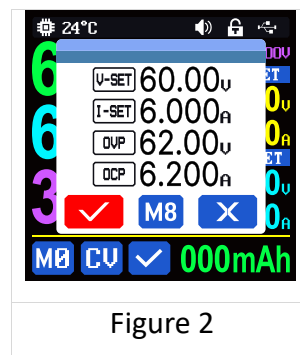 24°C
V-SET 60.00V
I-SET 6.000A
OVP 62.00V
OCP 6.200A
M8 X
M0 CV 000mAh
Figure 2